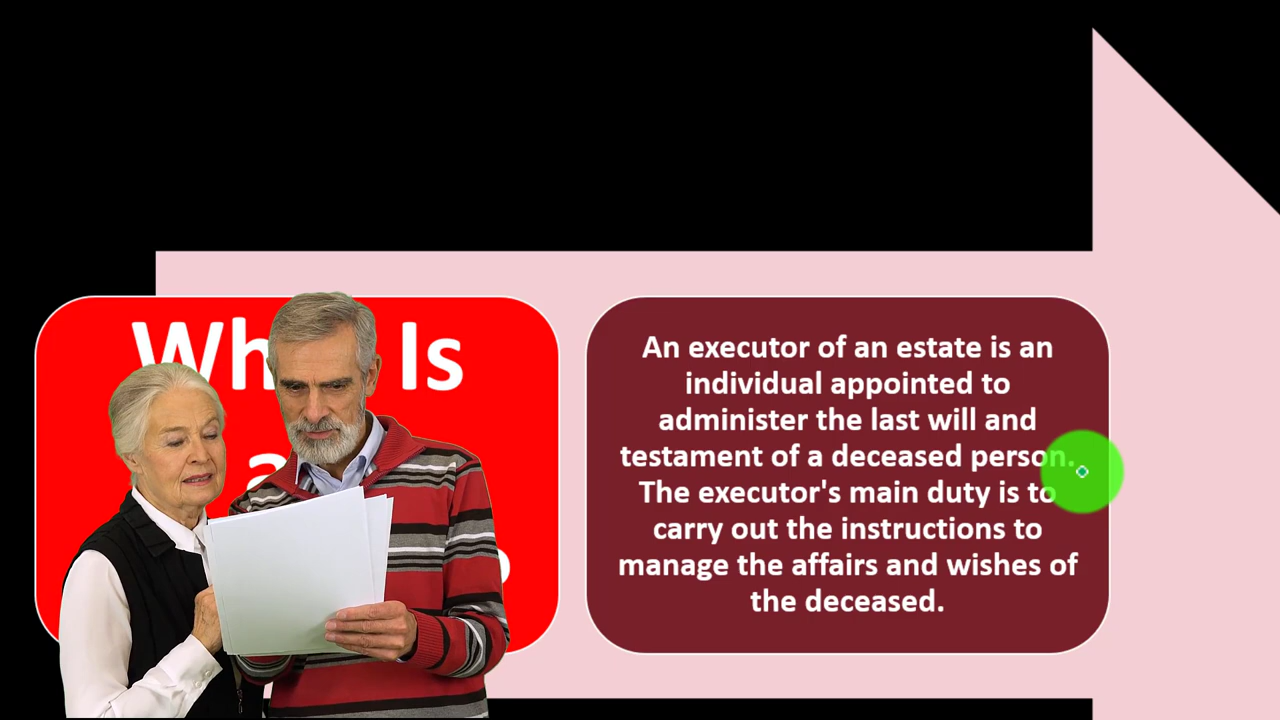 Is
An executor of an estate is an
individual appointed to
administer the last will and
testament of a deceased person.
The executor's main duty is to
carry out the instructions to
manage the affairs and wishes of
the deceased.